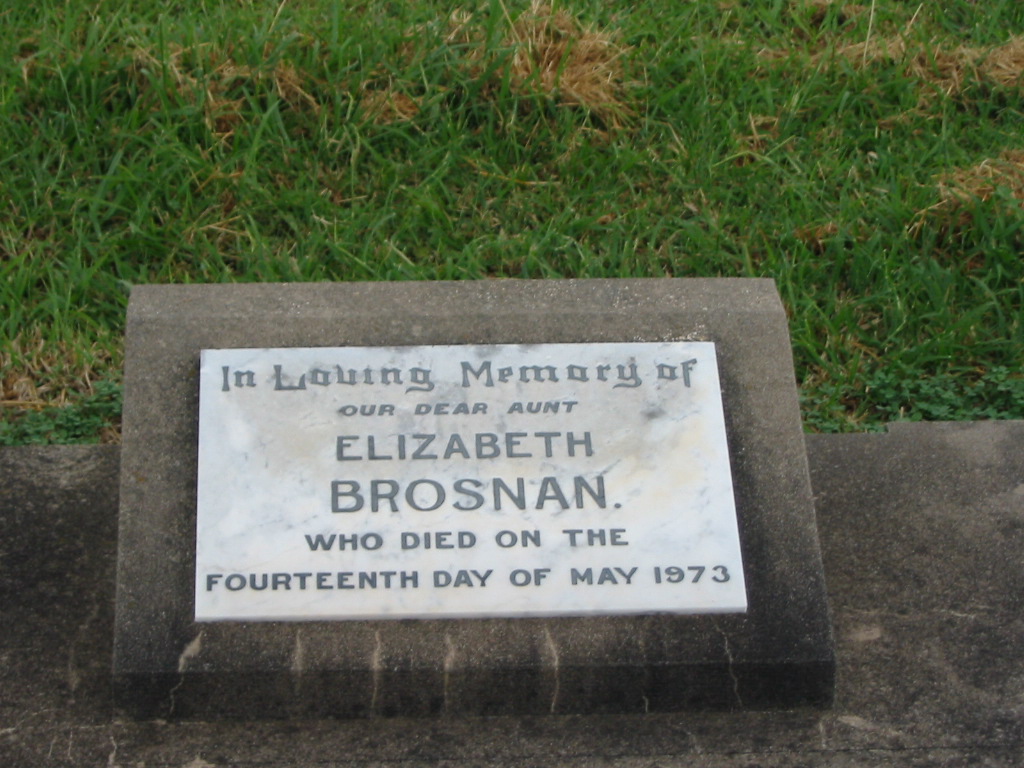 In Loving Memory of
OUR DEAR AUNT
ELIZABETH
BROSNAN.
WHO DIED ON THE
FOURTEENTH DAY OF MAY 1973